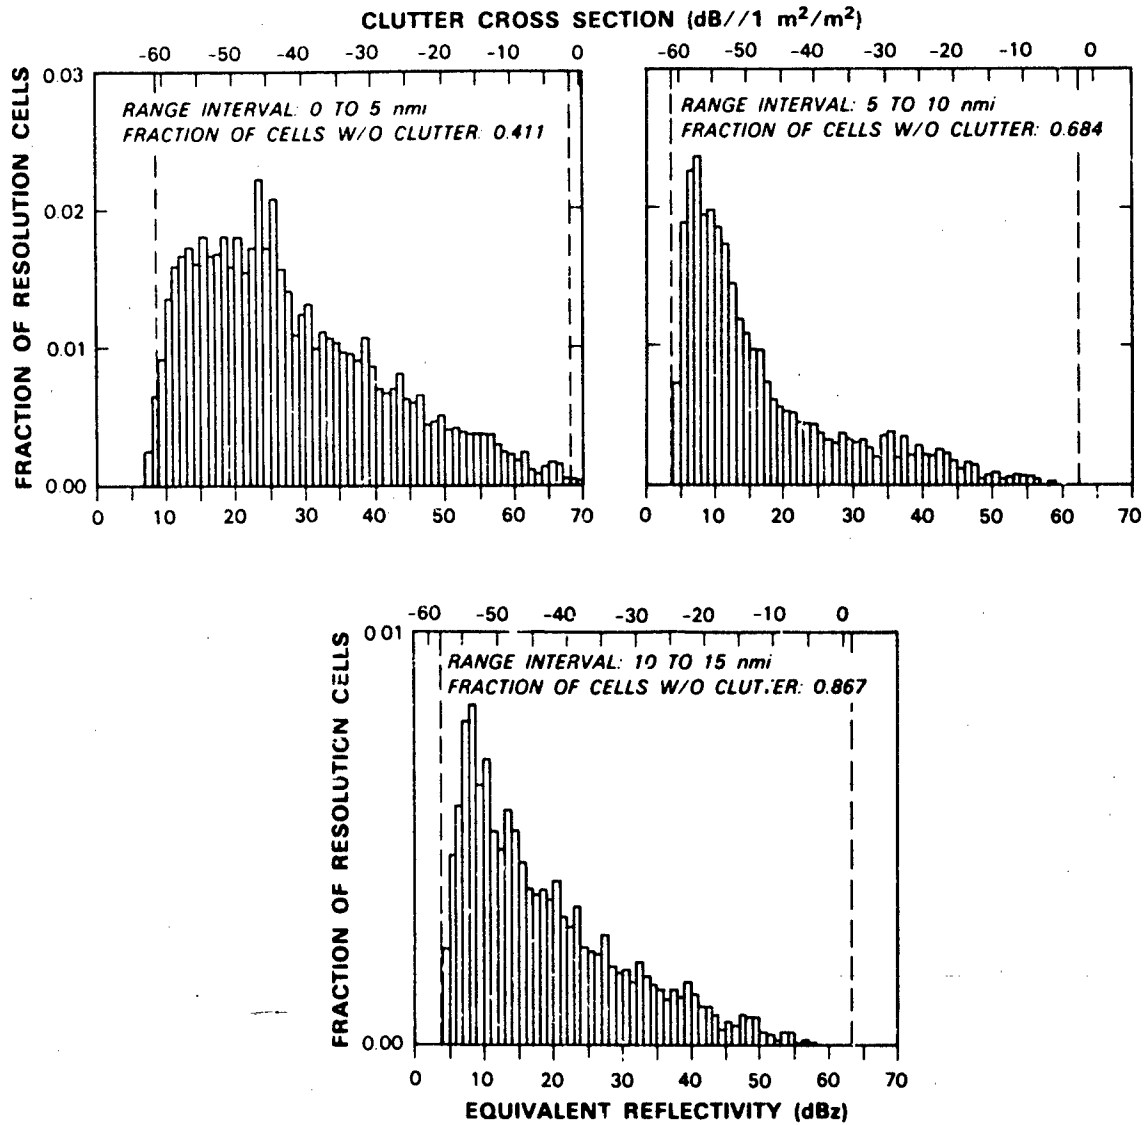 CLUTTER CROSS SECTION (dB//1 m²/m²)
-60 -50 -40 -30 -20 -10 0
-60 -50 -40 -30 -20 -10 0
FRACTION OF RESOLUTION CELLS
0.03
0.02
0.01
0.00
RANGE INTERVAL: 0 TO 5 nmi
FRACTION OF CELLS W/O CLUTTER: 0.411
RANGE INTERVAL: 5 TO 10 nmi
FRACTION OF CELLS W/O CLUTTER: 0.684
0 10 20 30 40 50 60 70
0 10 20 30 40 50 60 70
-60 -50 -40 -30 -20 -10 0
FRACTION OF RESOLUTION CELLS
0.01
0.00
RANGE INTERVAL: 10 TO 15 nmi
FRACTION OF CELLS W/O CLUTTER: 0.867
0 10 20 30 40 50 60 70
EQUIVALENT REFLECTIVITY (dBz)